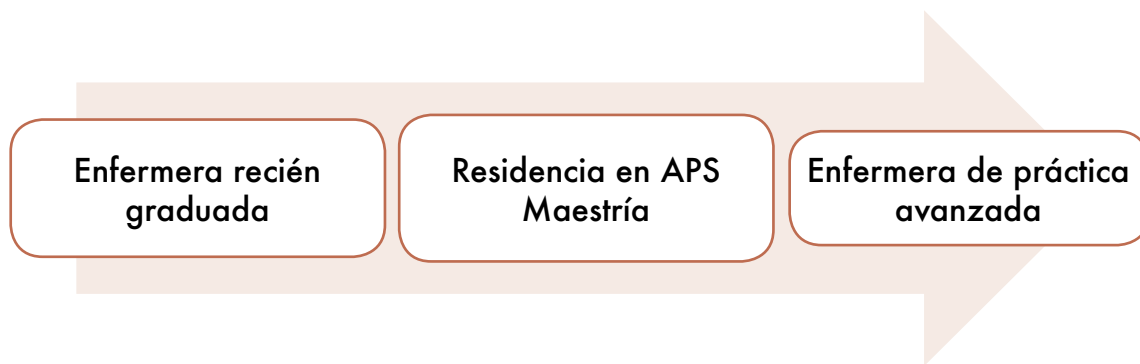 Enfermera recién
graduada
Residencia en APS
Maestría
Enfermera de práctica
avanzada